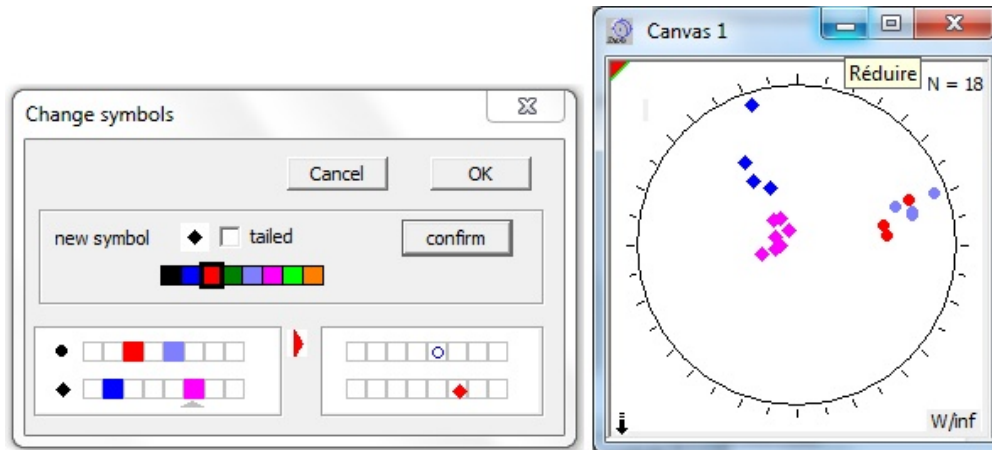 Change symbols
Cancel
OK
new symbol
tailed
confirm
Canvas 1
Réduire
N = 18
W/inf